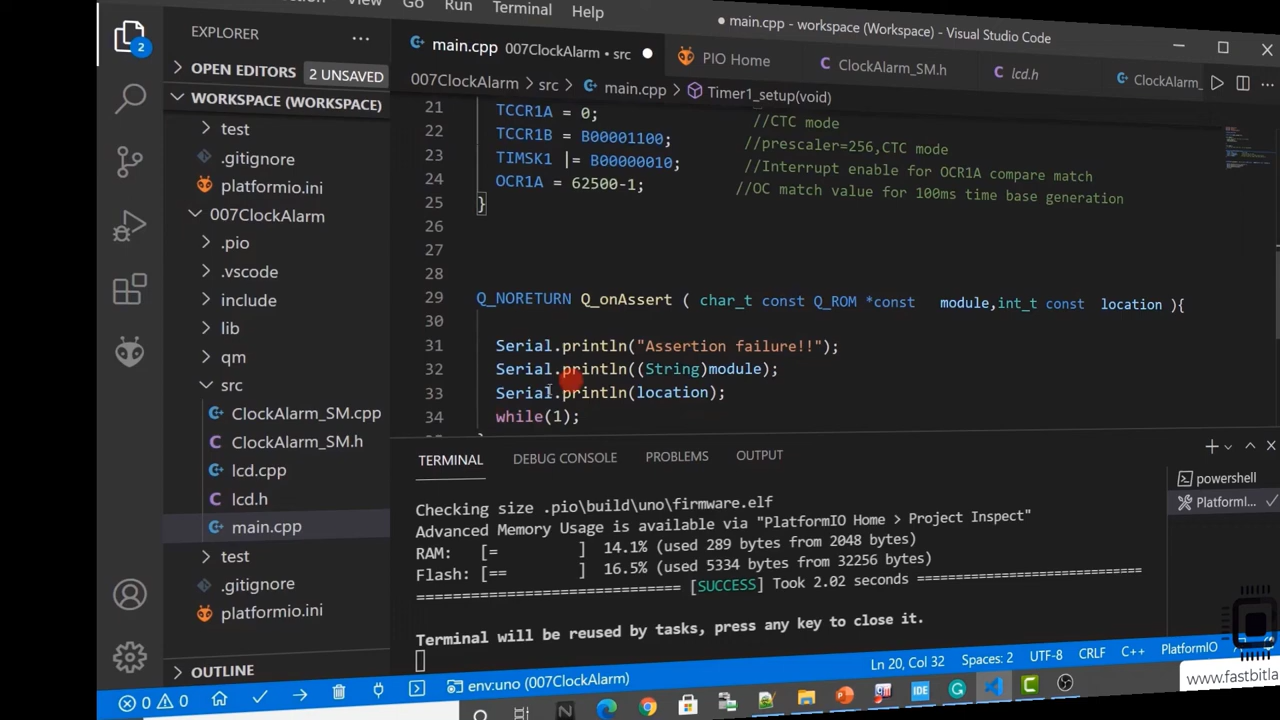 View
Go
Run
Terminal
Help
● main.cpp - workspace (Workspace) - Visual Studio Code
2
EXPLORER
main.cpp 007ClockAlarm • src
PIO Home
ClockAlarm_SM.h
lcd.h
ClockAlarm_
OPEN EDITORS 2 UNSAVED
007ClockAlarm > src > main.cpp > Timer1_setup(void)
WORKSPACE (WORKSPACE)
test
.gitignore
platformio.ini
007ClockAlarm
.pio
.vscode
include
lib
qm
src
ClockAlarm_SM.cpp
ClockAlarm_SM.h
lcd.cpp
lcd.h
main.cpp
test
.gitignore
platformio.ini
OUTLINE
21 TCCR1A = 0; //CTC mode
22 TCCR1B = B00001100; //prescaler=256,CTC mode
23 TIMSK1 |= B00000010; //Interrupt enable for OCR1A compare match
24 OCR1A = 62500-1; //OC match value for 100ms time base generation
25 }
26
27
28
29 Q_NORETURN Q_onAssert ( char_t const Q_ROM *const module,int_t const location ){
30
31 Serial.println("Assertion failure!!");
32 Serial.println((String)module);
33 Serial.println(location);
34 while(1);
TERMINAL DEBUG CONSOLE PROBLEMS OUTPUT
powershell
PlatformI...
Checking size .pio\build\uno\firmware.elf
Advanced Memory Usage is available via "PlatformIO Home > Project Inspect"
RAM: [= ] 14.1% (used 289 bytes from 2048 bytes)
Flash: [== ] 16.5% (used 5334 bytes from 32256 bytes)
============================= [SUCCESS] Took 2.02 seconds =============================
Terminal will be reused by tasks, press any key to close it.
0 0 env:uno (007ClockAlarm) Ln 20, Col 32 Spaces: 2 UTF-8 CRLF C++ PlatformIO
IDE
www.fastbitla